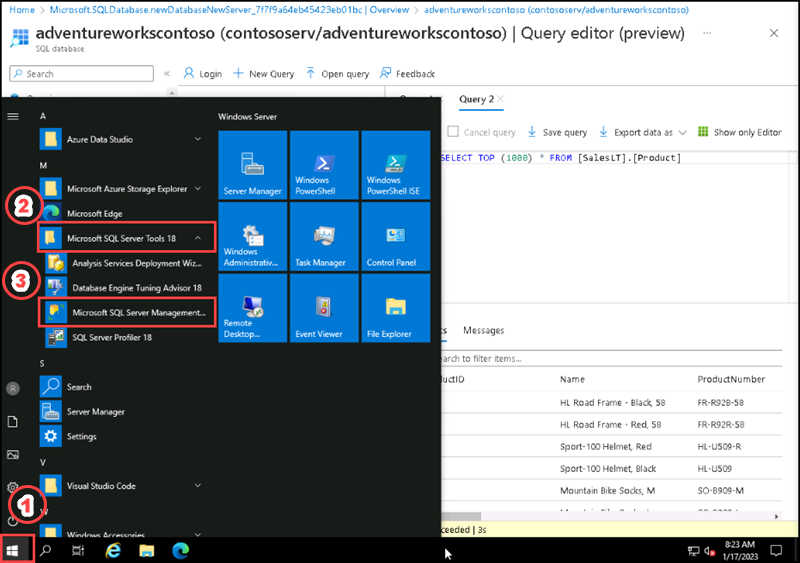 Home > Microsoft.SQLDatabase.newDatabaseNewServer_7f7f9a64eb45423eb01bc | Overview > adventureworkscontoso (contososerv/adventureworkscontoso)
adventureworkscontoso (contososerv/adventureworkscontoso) | Query editor (preview) ...
SQL database
Search
«
Login
+ New Query
Open query
Feedback
Query 2
Cancel query
Save query
Export data as
Show only Editor
SELECT TOP (1000) * FROM [SalesLT].[Product]
A
Azure Data Studio
M
Microsoft Azure Storage Explorer
2
Microsoft Edge
Microsoft SQL Server Tools 18
3
Analysis Services Deployment Wiz...
Database Engine Tuning Advisor 18
Microsoft SQL Server Management...
SQL Server Profiler 18
S
Search
Server Manager
Settings
V
Visual Studio Code
1
W
Windows Accessories
Windows Server
Server Manager
Windows
PowerShell
Windows
PowerShell ISE
Windows
Administrativ...
Task Manager
Control Panel
Remote
Desktop...
Event Viewer
File Explorer
Messages
earch to filter items...
uctID
Name
ProductNumber
HL Road Frame - Black, 58
FR-R92B-58
HL Road Frame - Red, 58
FR-R92R-58
Sport-100 Helmet, Red
HL-U509-R
Sport-100 Helmet, Black
HL-U509
Mountain Bike Socks, M
SO-B909-M
ceeded | 3s
8:23 AM
1/17/2023